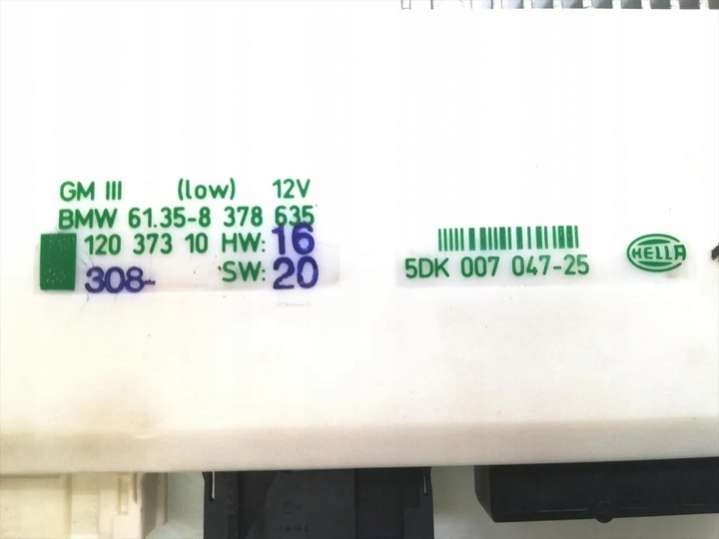 GM III (low) 12V
BMW 61.35-8 378 635
120 373 10 HW: 16
308- SW: 20
5DK 007 047-25
HELLA